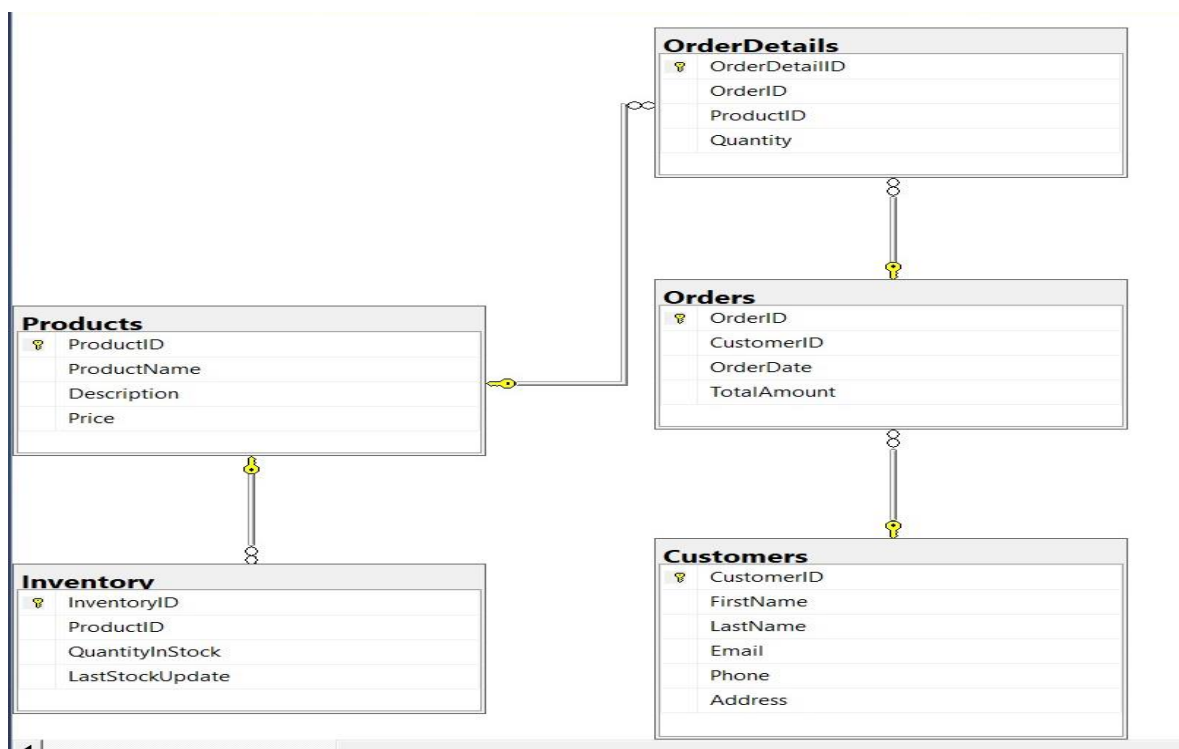 OrderDetails
OrderDetailID
OrderID
ProductID
Quantity
Orders
OrderID
CustomerID
OrderDate
TotalAmount
Products
ProductID
ProductName
Description
Price
Inventory
InventoryID
ProductID
QuantityInStock
LastStockUpdate
Customers
CustomerID
FirstName
LastName
Email
Phone
Address